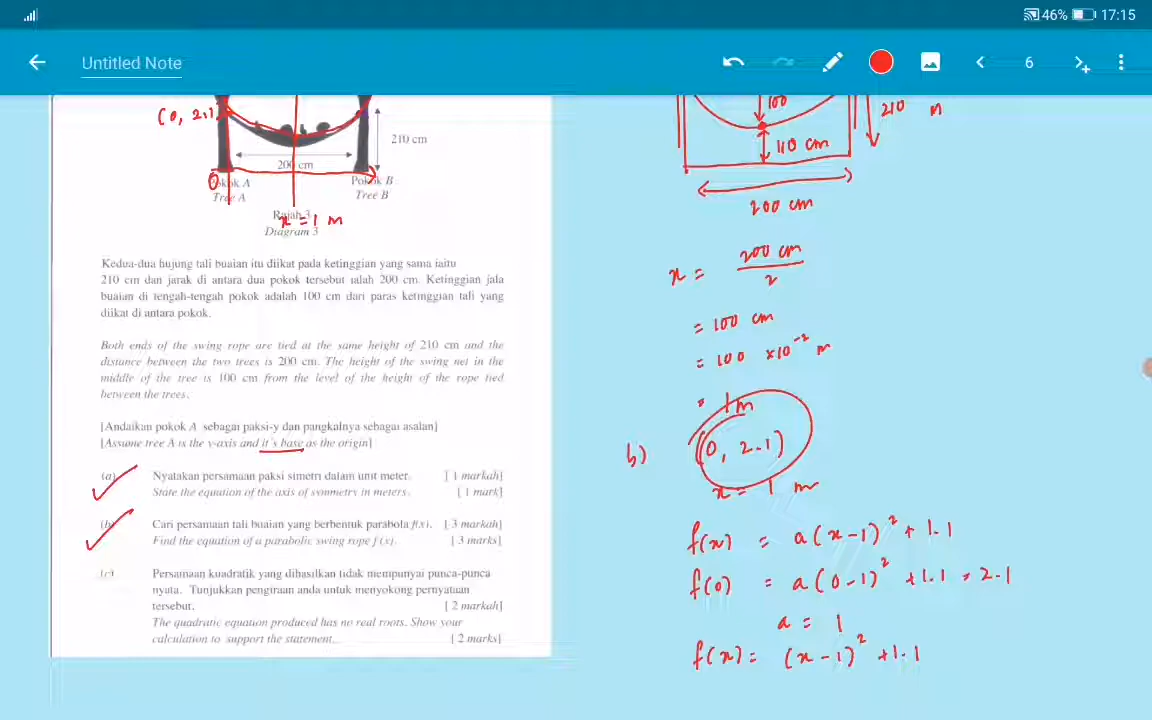 46% 17:15
Untitled Note
6
(0, 2.1)
210 cm
200 cm
0
Pokok A
Tree A
Pokok B
Tree B
x = 1 m
Rajah 3
Diagram 3
Kedua-dua hujung tali buaian itu diikat pada ketinggian yang sama iaitu
210 cm dan jarak di antara dua pokok tersebut ialah 200 cm. Ketinggian jala
buaian di tengah-tengah pokok adalah 100 cm dari paras ketinggian tali yang
diikat di antara pokok.
Both ends of the swing rope are tied at the same height of 210 cm and the
distance between the two trees is 200 cm. The height of the swing net in the
middle of the tree is 100 cm from the level of the height of the rope tied
between the trees.
[Andaikan pokok A sebagai paksi-y dan pangkalnya sebagai asalan]
[Assume tree A is the y-axis and it's base as the origin]
(a) Nyatakan persamaan paksi simetri dalam unit meter. [1 markah]
State the equation of the axis of symmetry in meters. [1 mark]
(b) Cari persamaan tali buaian yang berbentuk parabola f(x). [3 markah]
Find the equation of a parabolic swing rope f (x). [3 marks]
(c) Persamaan kuadratik yang dihasilkan tidak mempunyai punca-punca
nyata. Tunjukkan pengiraan anda untuk menyokong pernyataan
tersebut. [2 markah]
The quadratic equation produced has no real roots. Show your
calculation to support the statement. [2 marks]
100
210 m
110 cm
200 cm
x = 200 cm / 2
= 100 cm
= 100 x10⁻² m
= 1 m
b) (0, 2.1)
x = 1 m
f(x) = a(x-1)² + 1.1
f(0) = a(0-1)² + 1.1 = 2.1
a = 1
f(x) = (x-1)² + 1.1